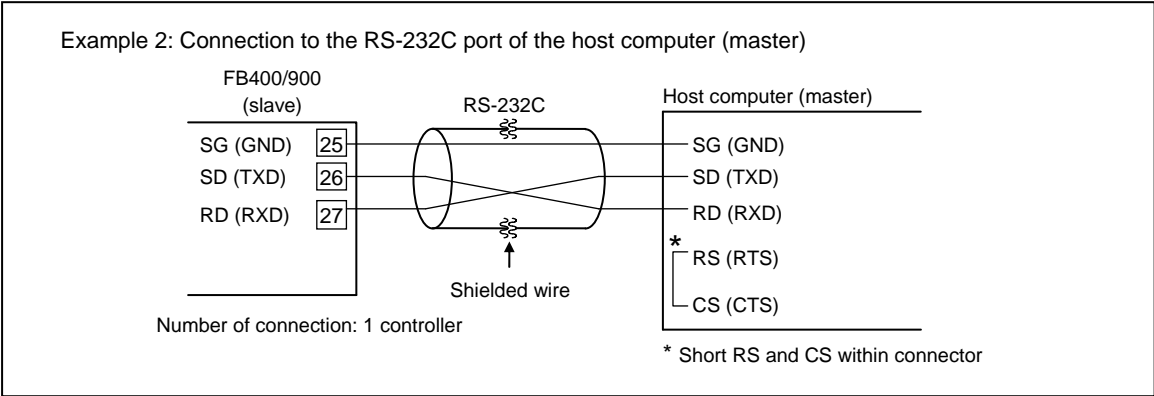 Example 2: Connection to the RS-232C port of the host computer (master)
FB400/900
(slave)
RS-232C
Host computer (master)
SG (GND) 25
SD (TXD) 26
RD (RXD) 27
SG (GND)
SD (TXD)
RD (RXD)
*
RS (RTS)
CS (CTS)
Shielded wire
Number of connection: 1 controller
* Short RS and CS within connector